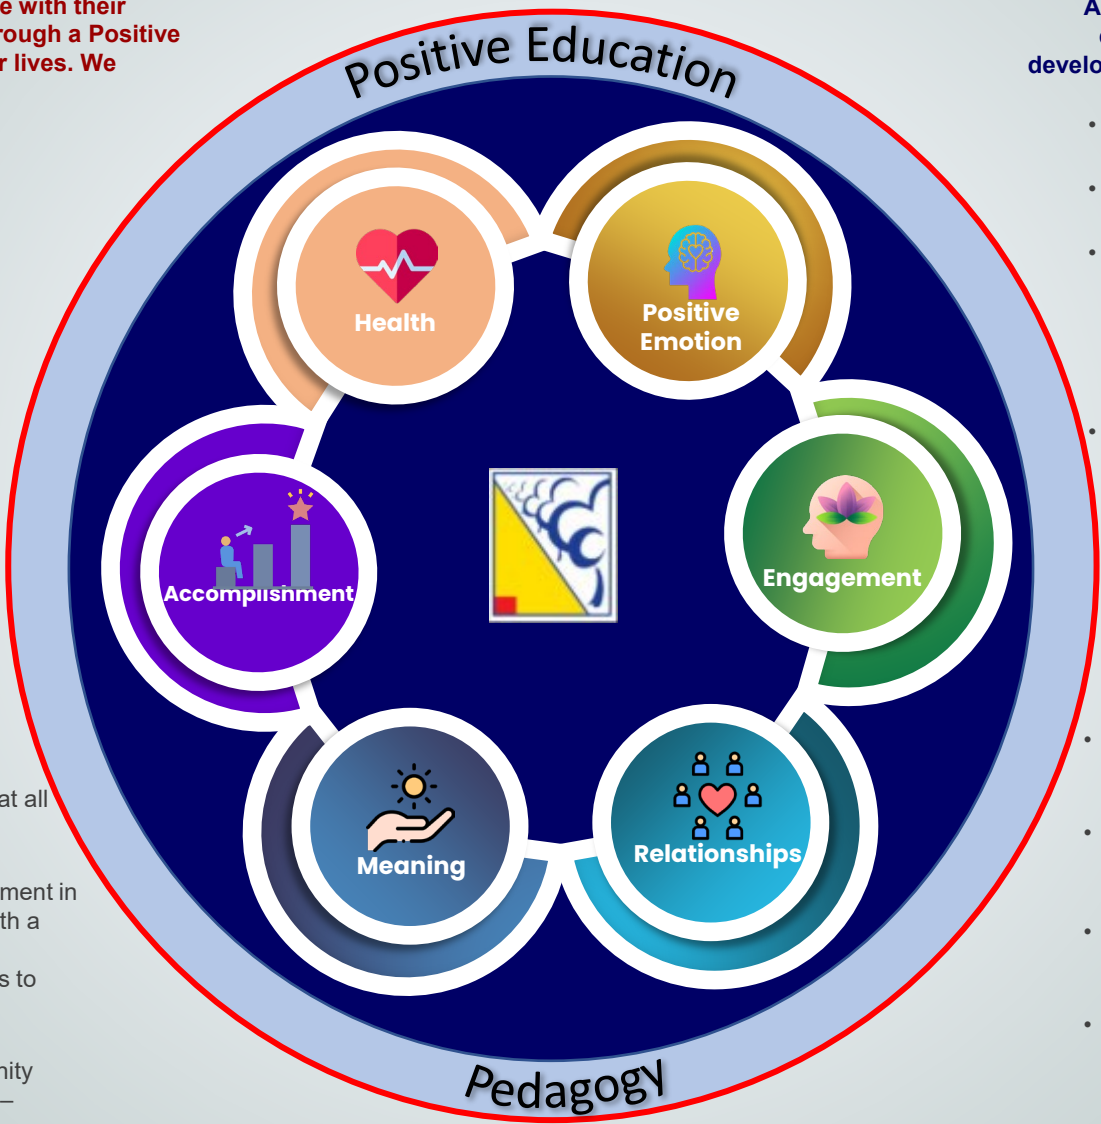 e with their
rough a Positive
r lives. We
A
develo
Positive Education
Health
Positive
Emotion
Accomplishment
Engagement
Meaning
Relationships
at all
ment in
th a
s to
nity
–
Pedagogy